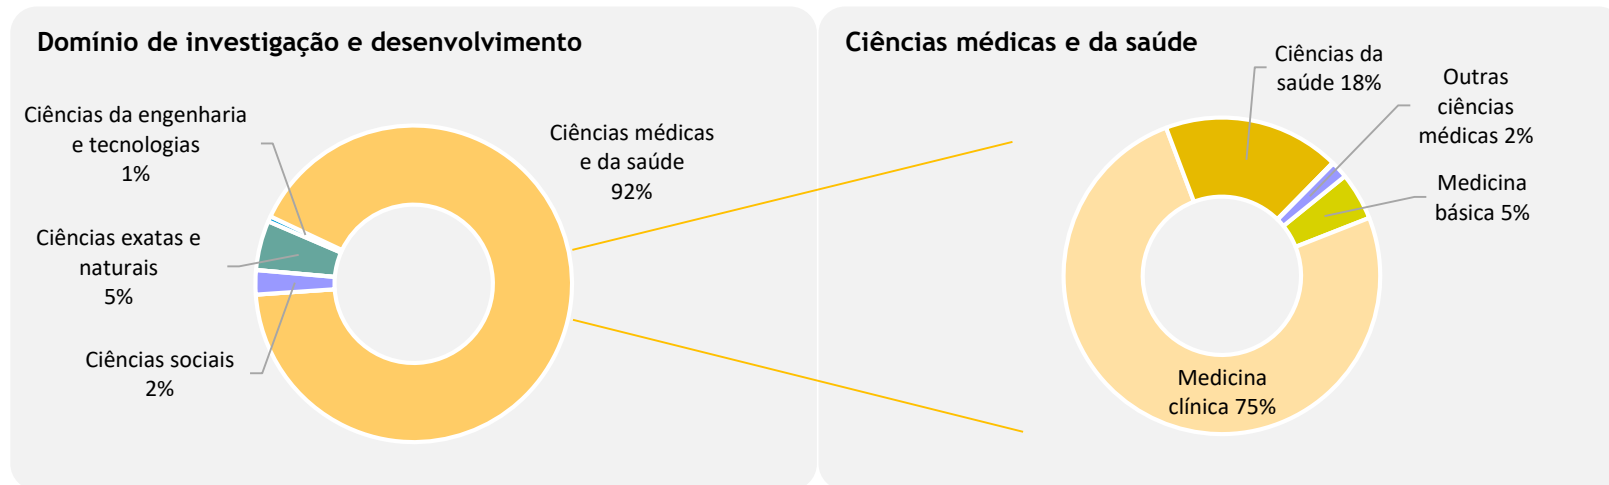 Domínio de investigação e desenvolvimento
Ciências da engenharia
e tecnologias
1%
Ciências médicas
e da saúde
92%
Ciências exatas e
naturais
5%
Ciências sociais
2%
Ciências médicas e da saúde
Ciências da
saúde 18%
Outras
ciências
médicas 2%
Medicina
básica 5%
Medicina
clínica 75%